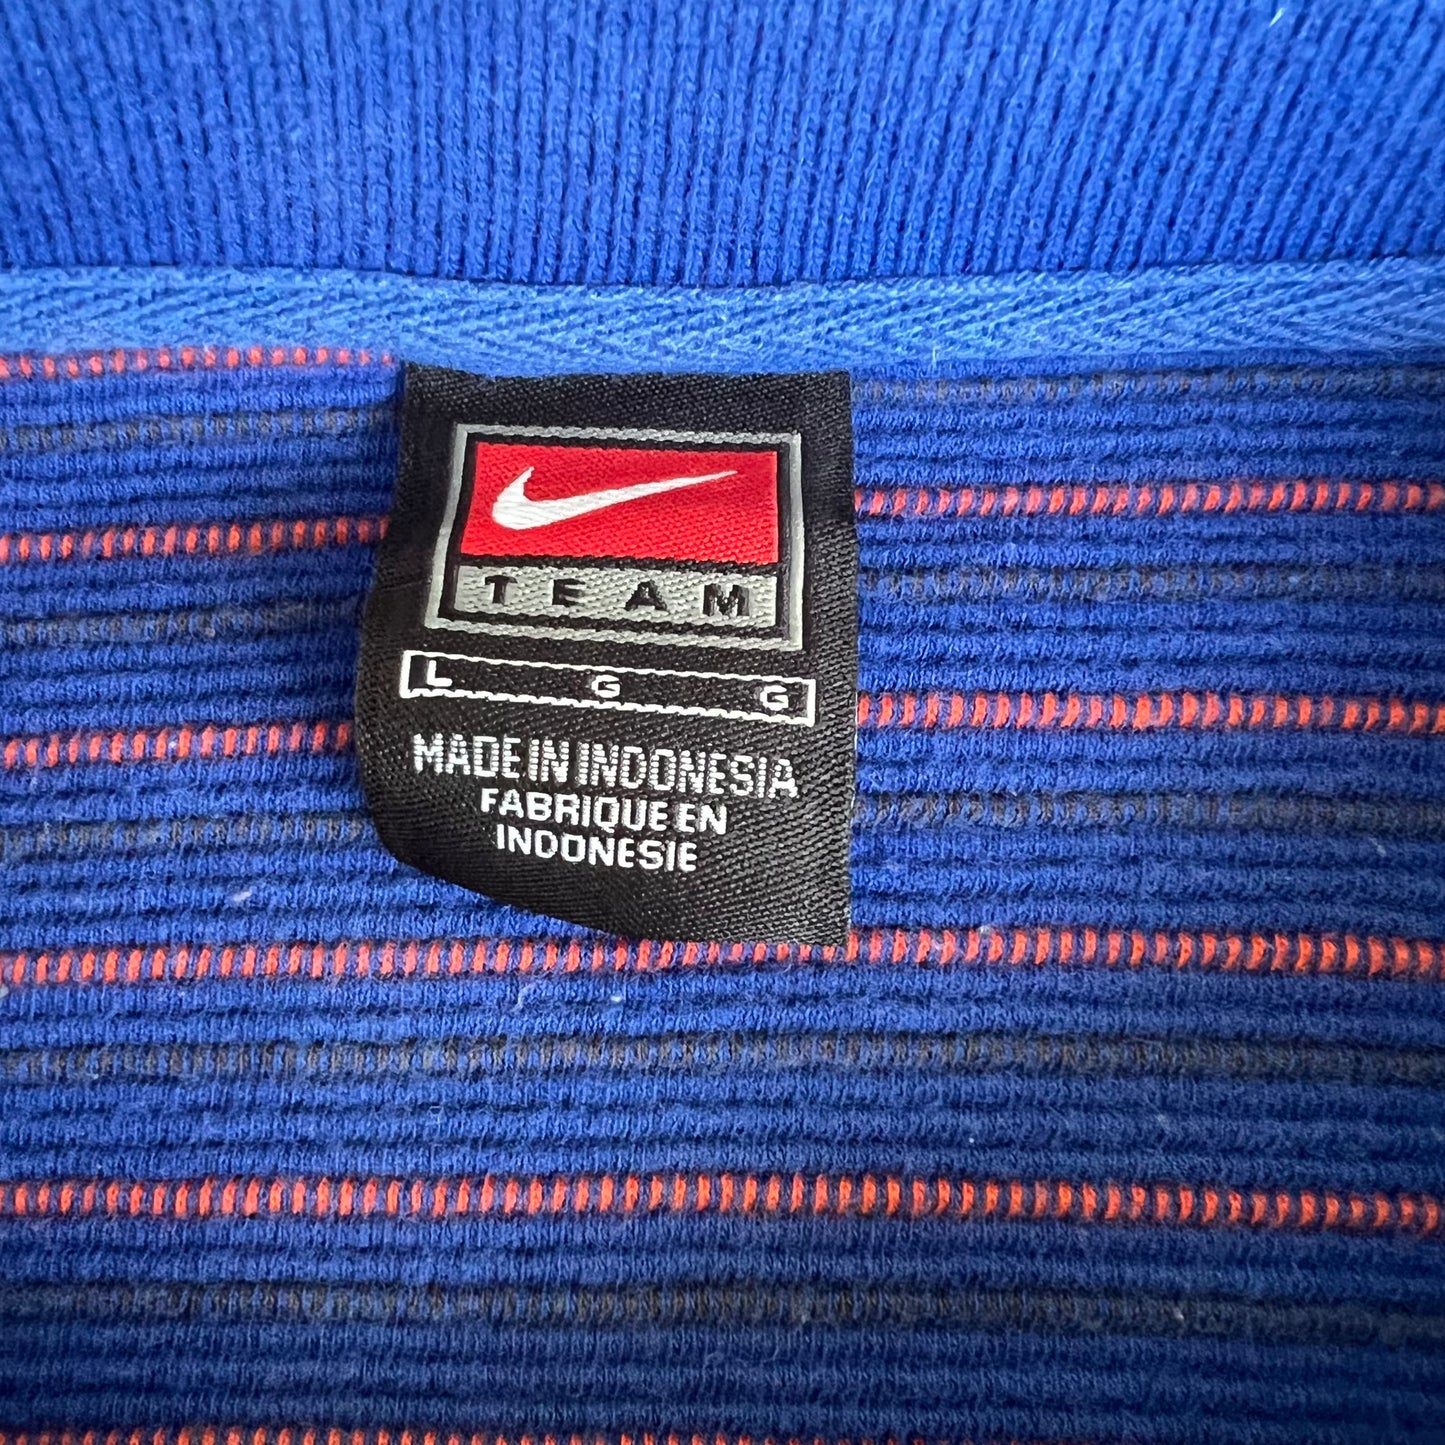 TEAM
L G G
MADE IN INDONESIA
FABRIQUE EN
INDONESIE